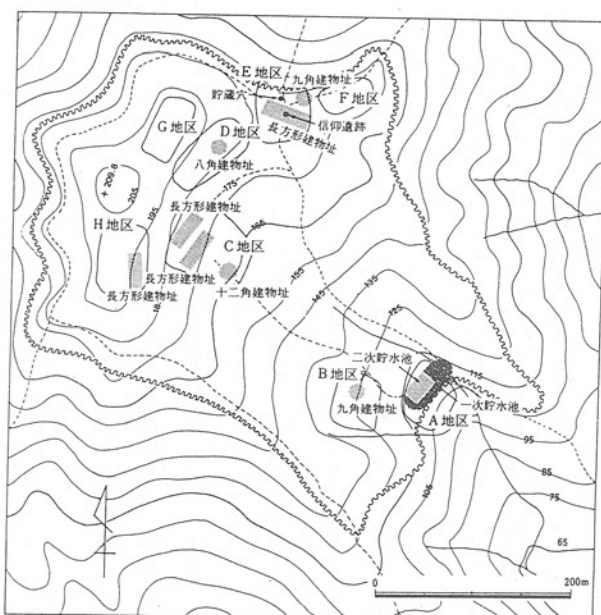 E地区
九角建物址
貯蔵穴
F地区
G地区
D地区
信仰遺跡
長方形建物址
八角建物址
+209.8
205
195
175
165
長方形建物址
H地区
C地区
155
135
145
125
長方形建物址
十二角建物址
長方形建物址
二次貯水池
115
B地区
一次貯水池
九角建物址
A地区
95
85
105
75
65
0
200m